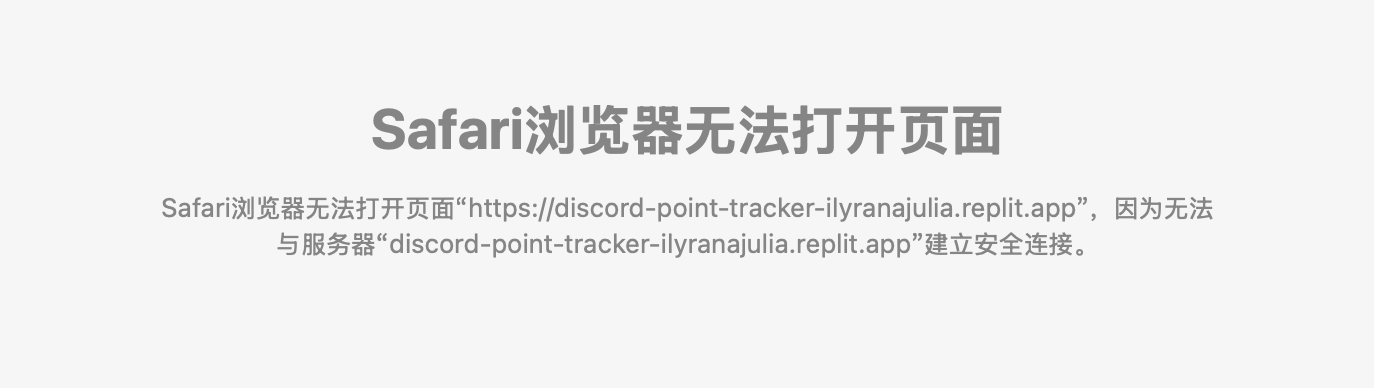 Safari浏览器无法打开页面
Safari浏览器无法打开页面“https://discord-point-tracker-ilyranajulia.replit.app”，因为无法
与服务器“discord-point-tracker-ilyranajulia.replit.app”建立安全连接。